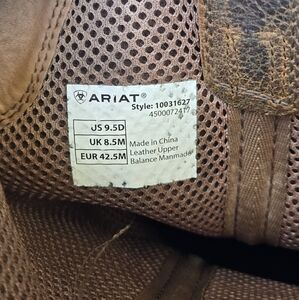 ARIAT®
Style: 10031627
4500072417
US 9.5D
UK 8.5M
EUR 42.5M
Made in China
Leather Upper
Balance Manmade